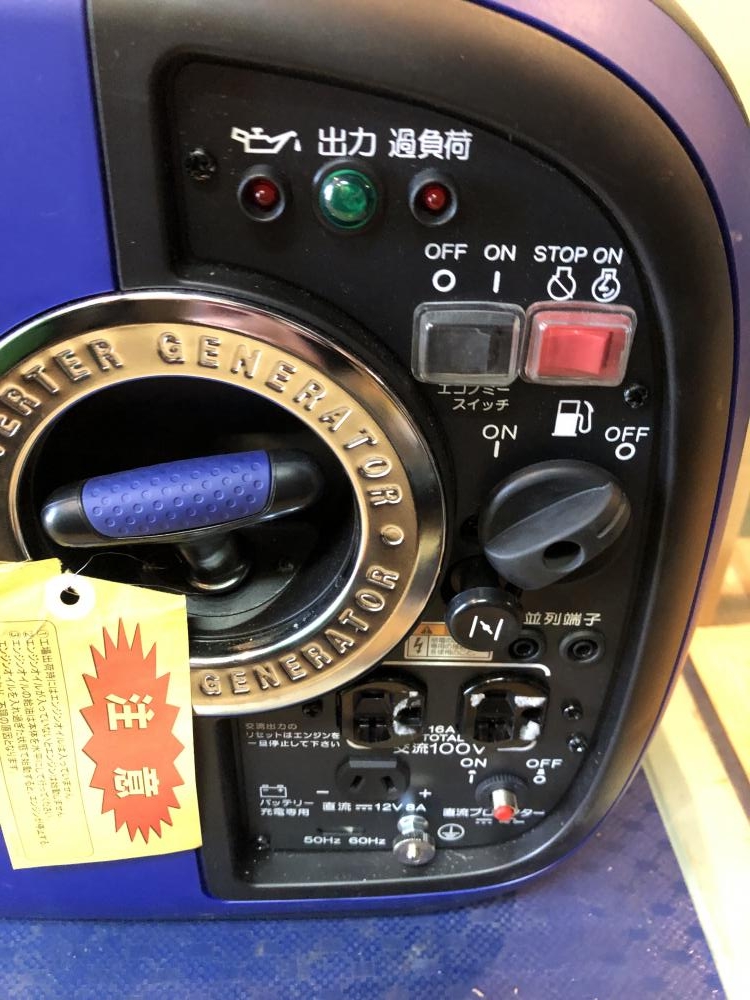 出力 過負荷
OFF ON STOP ON
エコノミー
スイッチ
ERTER GENERATOR
GENERATOR
ON OFF
並列端子
16A
TOTAL
交流100V
交流出力の
リセットはエンジンを
一旦停止して下さい
ON OFF
バッテリー
充電専用
直流 12V 8A
直流プロテクター
50Hz 60Hz
注意